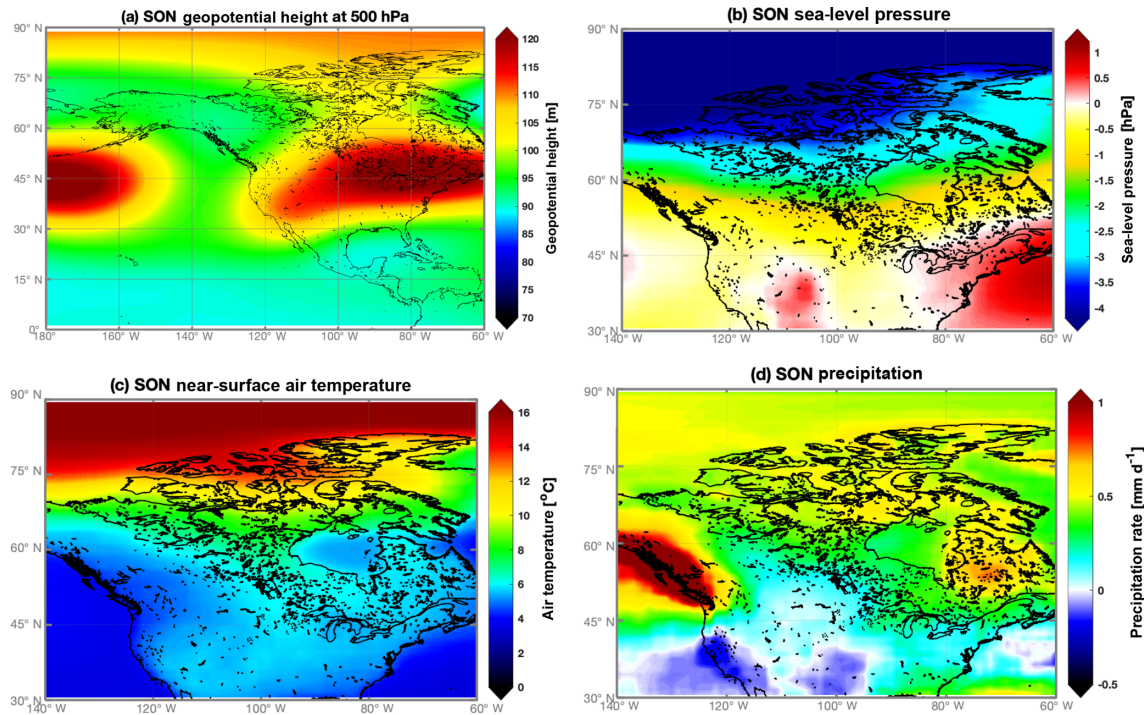 (a) SON geopotential height at 500 hPa
90° N
75° N
60° N
45° N
30° N
15° N
0°
180° W
160° W
140° W
120° W
100° W
80° W
60° W
120
115
110
105
100
95
90
85
80
75
70
Geopotential height [m]
(b) SON sea-level pressure
90° N
75° N
60° N
45° N
30° N
140° W
120° W
100° W
80° W
60° W
1
0.5
0
-0.5
-1
-1.5
-2
-2.5
-3
-3.5
-4
Sea-level pressure [hPa]
(c) SON near-surface air temperature
90° N
75° N
60° N
45° N
30° N
140° W
120° W
100° W
80° W
60° W
16
14
12
10
8
6
4
2
0
Air temperature [°C]
(d) SON precipitation
90° N
75° N
60° N
45° N
30° N
140° W
120° W
100° W
80° W
60° W
1
0.5
0
-0.5
Precipitation rate [mm d⁻¹]